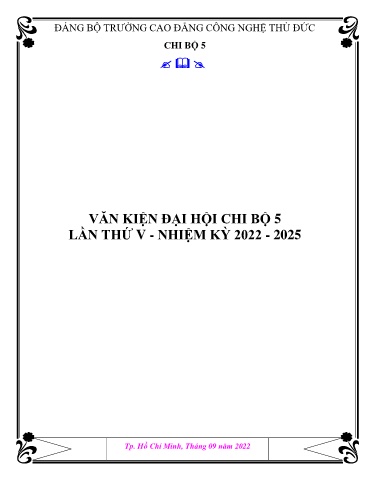 ĐẢNG BỘ TRƯỜNG CAO ĐẲNG CÔNG NGHỆ THỦ ĐỨC
CHI BỘ 5
VĂN KIỆN ĐẠI HỘI CHI BỘ 5
LẦN THỨ V - NHIỆM KỲ 2022 - 2025
Tp. Hồ Chí Minh, Tháng 09 năm 2022